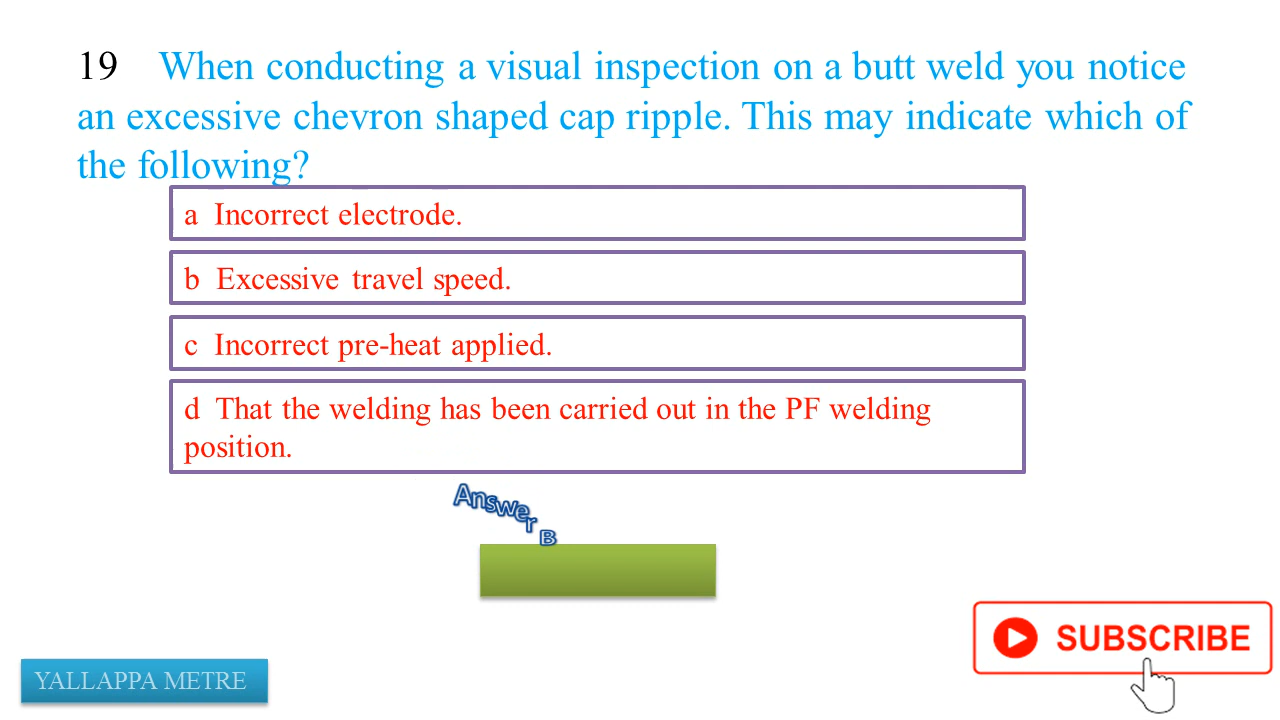 19 When conducting a visual inspection on a butt weld you notice
an excessive chevron shaped cap ripple. This may indicate which of
the following?
a Incorrect electrode.
b Excessive travel speed.
c Incorrect pre-heat applied.
d That the welding has been carried out in the PF welding
position.
Answer B
SUBSCRIBE
YALLAPPA METRE